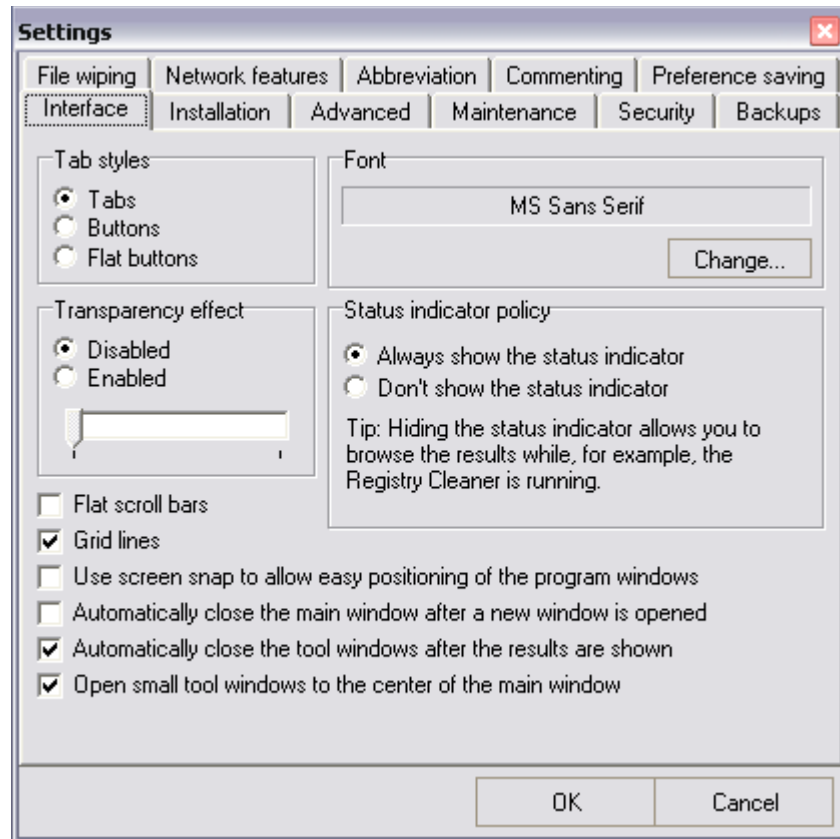 Settings
File wiping Network features Abbreviation Commenting Preference saving
Interface Installation Advanced Maintenance Security Backups
Tab styles
Tabs
Buttons
Flat buttons
Font
MS Sans Serif
Change...
Transparency effect
Disabled
Enabled
Status indicator policy
Always show the status indicator
Don't show the status indicator
Tip: Hiding the status indicator allows you to
browse the results while, for example, the
Registry Cleaner is running.
Flat scroll bars
Grid lines
Use screen snap to allow easy positioning of the program windows
Automatically close the main window after a new window is opened
Automatically close the tool windows after the results are shown
Open small tool windows to the center of the main window
OK Cancel